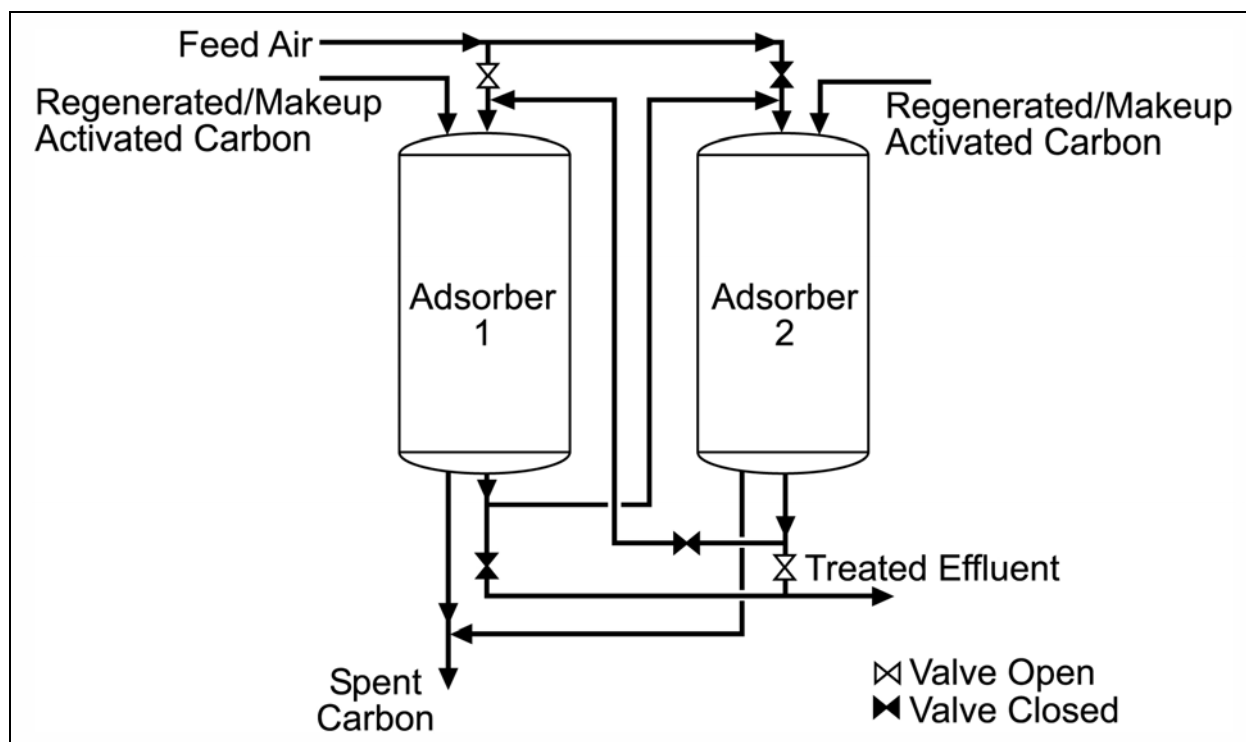 Feed Air
Regenerated/Makeup
Activated Carbon
Regenerated/Makeup
Activated Carbon
Adsorber
1
Adsorber
2
Treated Effluent
Spent
Carbon
Valve Open
Valve Closed